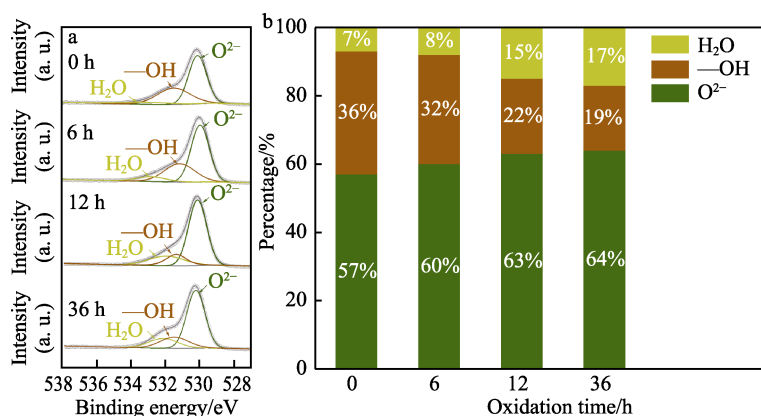 a
Intensity
(a. u.)
0 h
—OH
O²⁻
H₂O
Intensity
(a. u.)
6 h
—OH
O²⁻
H₂O
Intensity
(a. u.)
12 h
—OH
O²⁻
H₂O
Intensity
(a. u.)
36 h
—OH
O²⁻
H₂O
538 536 534 532 530 528
Binding energy/eV
b
Percentage/%
100
80
60
40
20
0
7% 8% 15% 17%
36% 32% 22% 19%
57% 60% 63% 64%
0 6 12 36
Oxidation time/h
H₂O
—OH
O²⁻